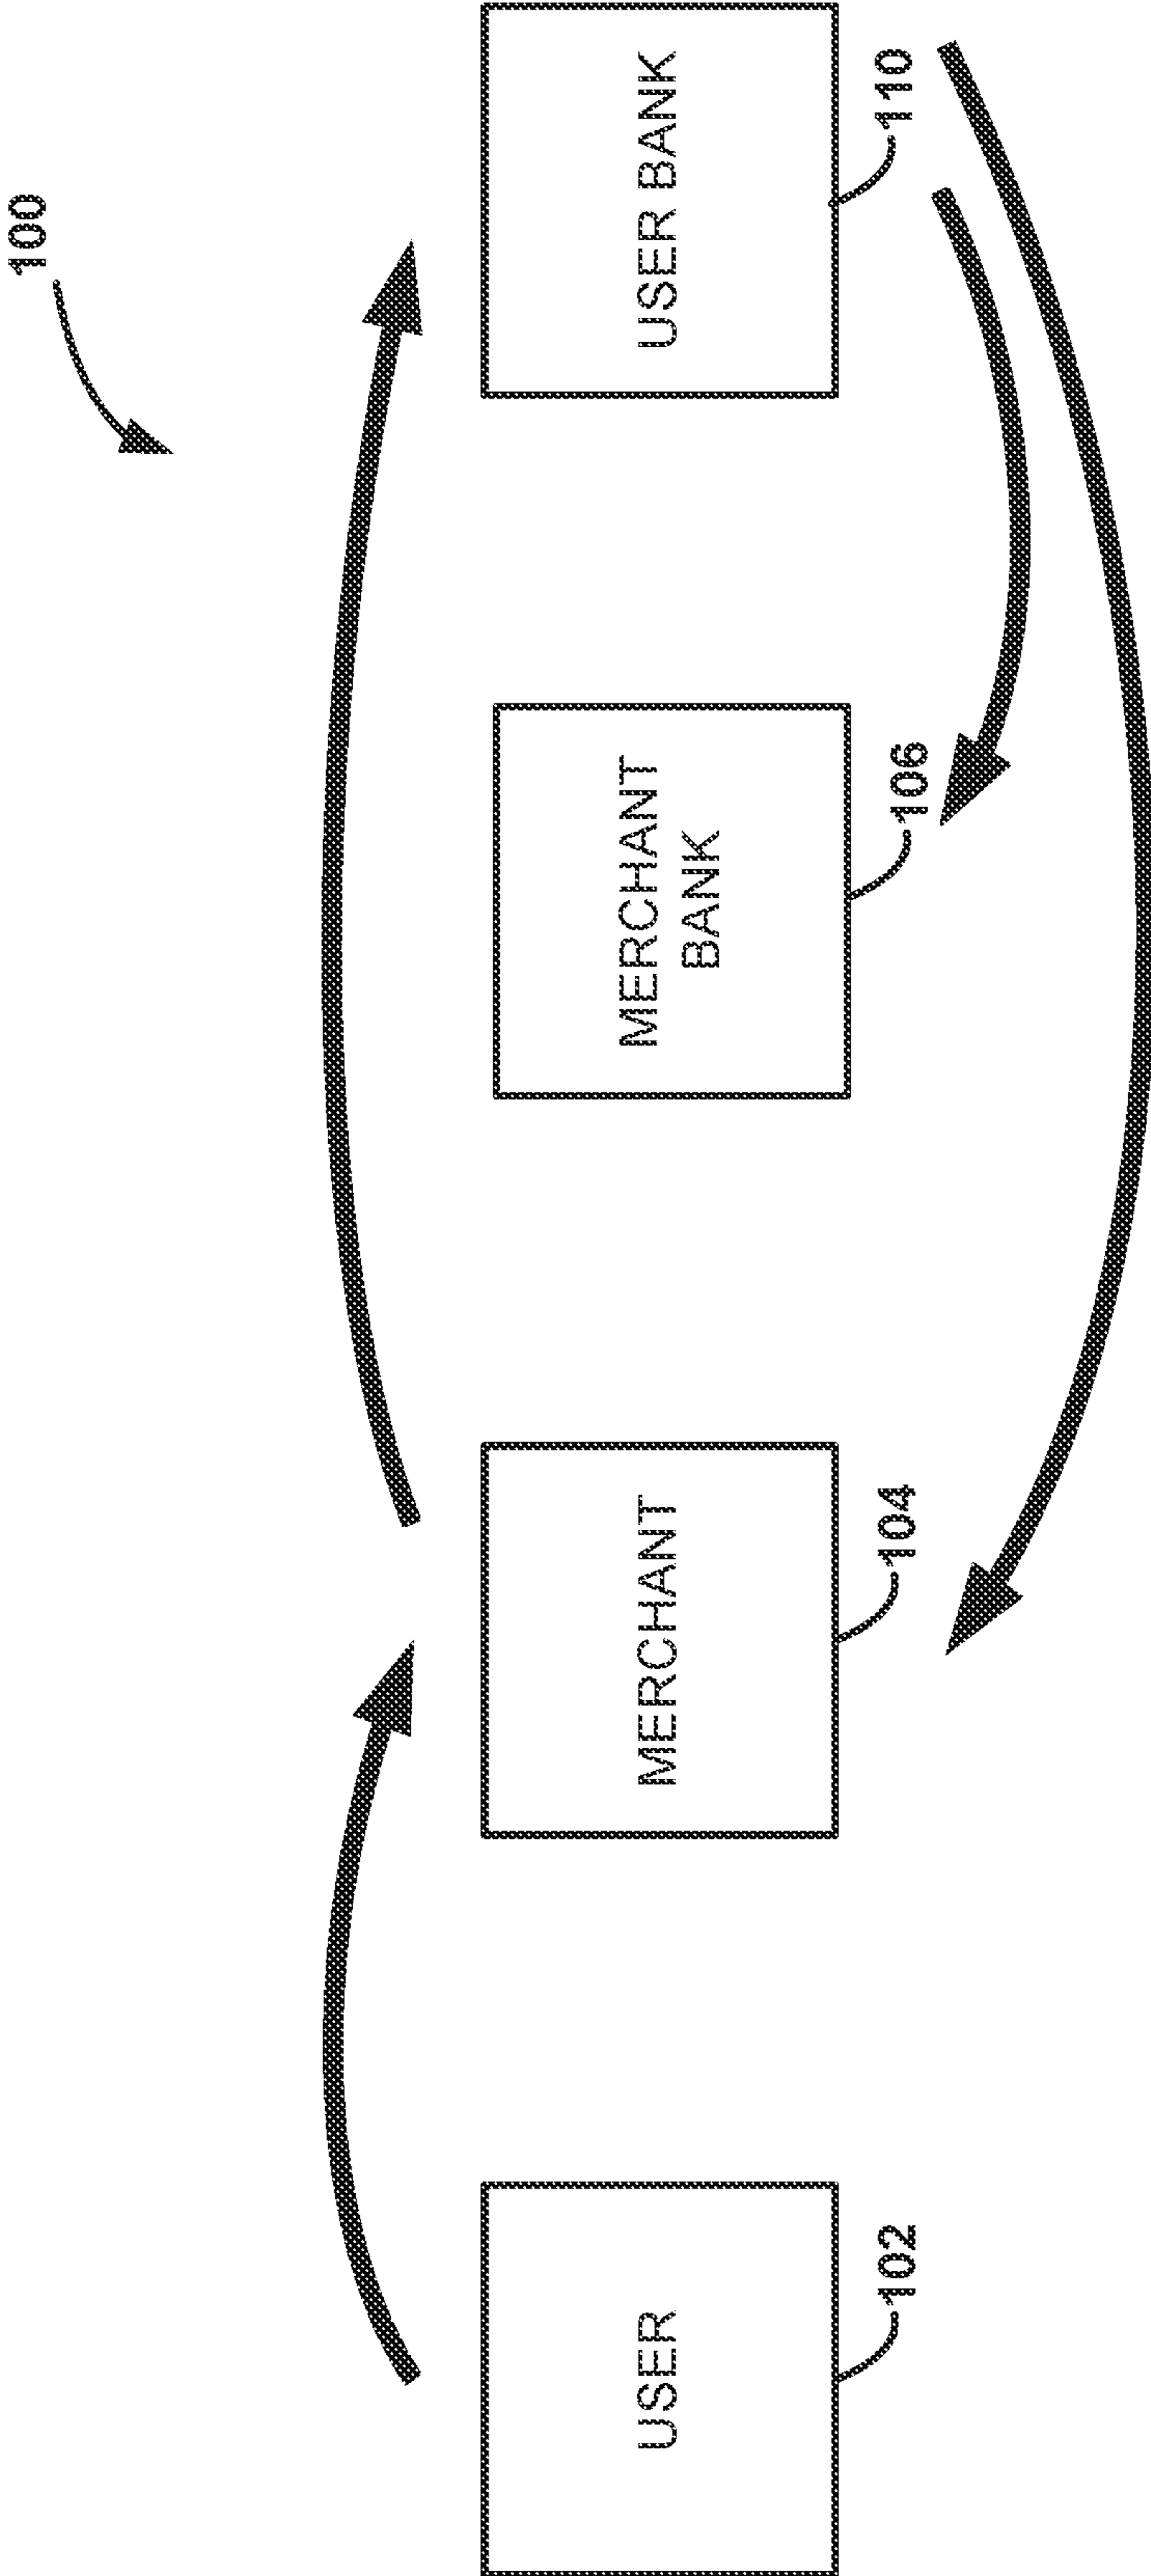 100
USER
102
MERCHANT
104
MERCHANT
BANK
106
USER BANK
110